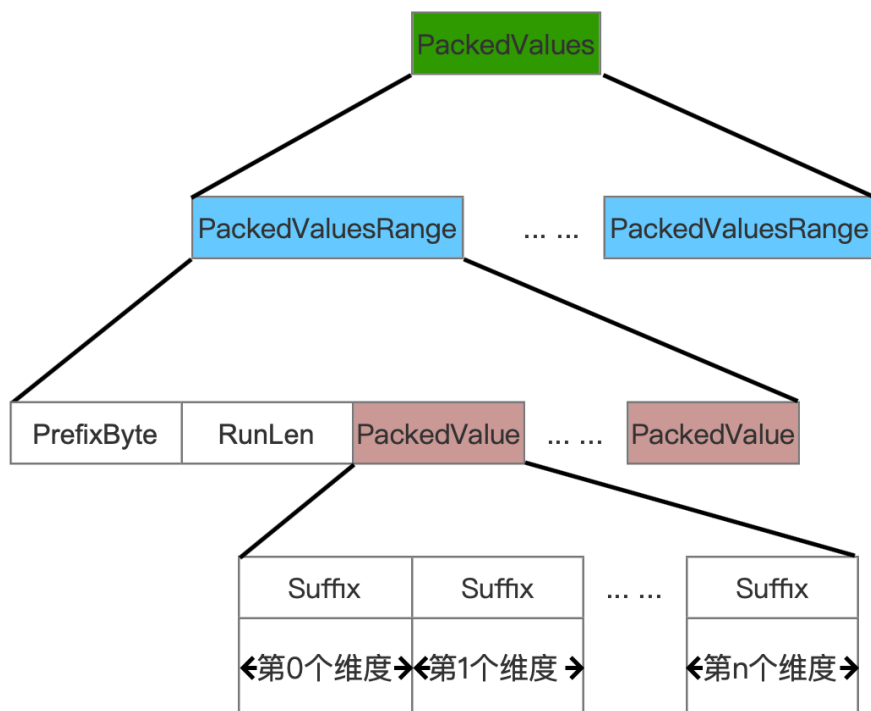 PackedValues
PackedValuesRange ... ... PackedValuesRange
PrefixByte RunLen PackedValue ... ... PackedValue
Suffix Suffix ... ... Suffix
第0个维度 第1个维度 第n个维度